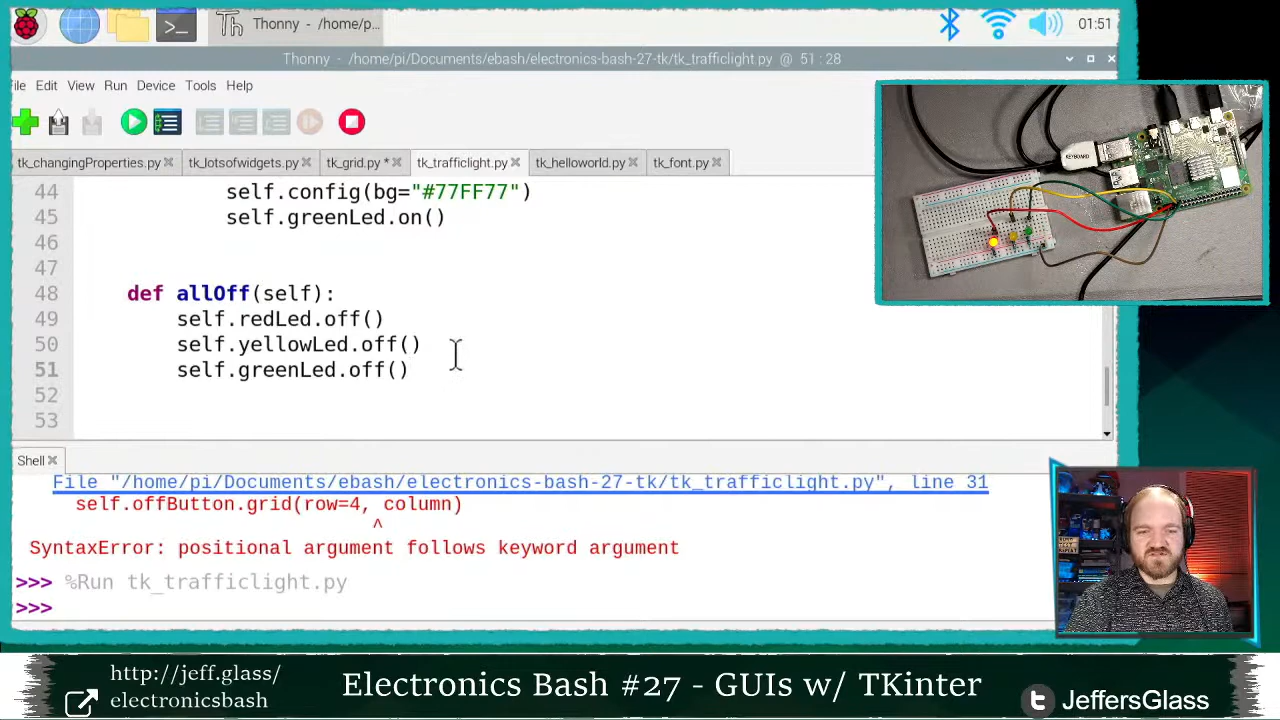 Thonny - /home/p...
01:51
Thonny - /home/pi/Documents/ebash/electronics-bash-27-tk/tk_trafficlight.py @ 51 : 28
ile Edit View Run Device Tools Help
tk_changingProperties.py tk_lotsofwidgets.py tk_grid.py * tk_trafficlight.py tk_helloworld.py tk_font.py
44 self.config(bg="#77FF77")
45 self.greenLed.on()
46
47
48 def allOff(self):
49 self.redLed.off()
50 self.yellowLed.off()
51 self.greenLed.off()
52
53
Shell
File "/home/pi/Documents/ebash/electronics-bash-27-tk/tk_trafficlight.py", line 31
self.offButton.grid(row=4, column)
^
SyntaxError: positional argument follows keyword argument
>>> %Run tk_trafficlight.py
>>>
KEYBOARD
http://jeff.glass/
electronicsbash
Electronics Bash #27 - GUIs w/ TKinter
JeffersGlass